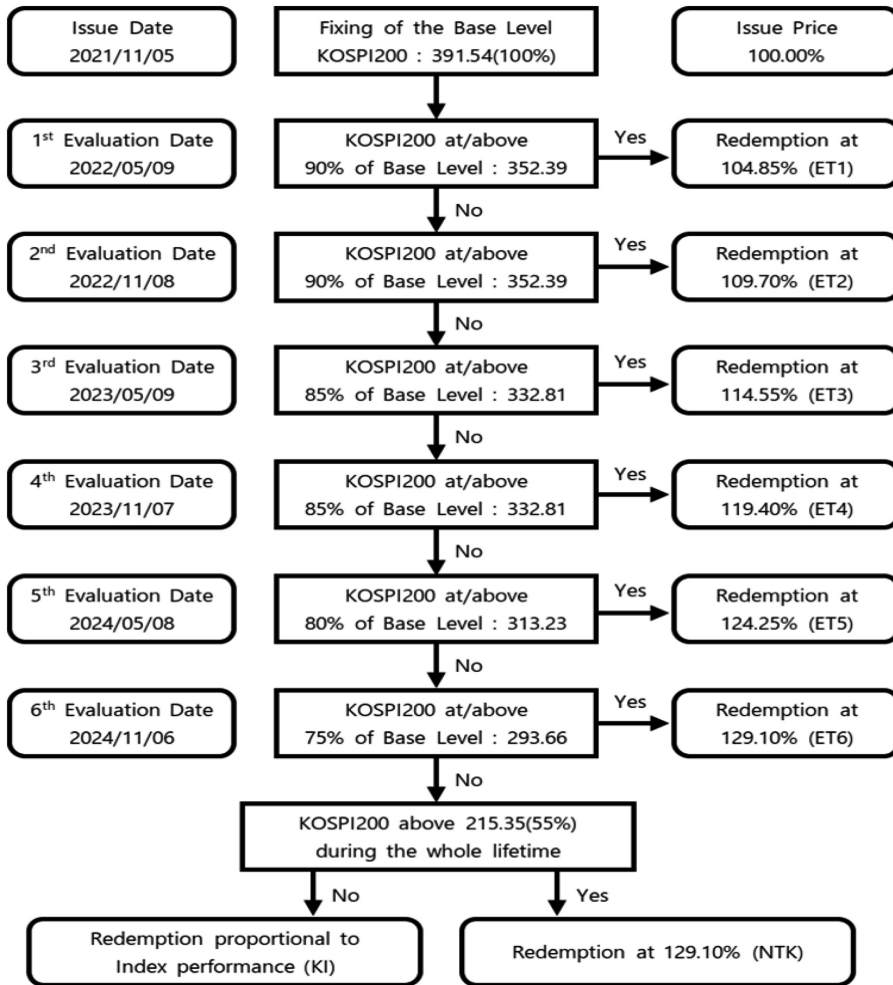 Issue Date
2021/11/05
Fixing of the Base Level
KOSPI200 : 391.54(100%)
Issue Price
100.00%
1st Evaluation Date
2022/05/09
KOSPI200 at/above
90% of Base Level : 352.39
Yes
Redemption at
104.85% (ET1)
No
2nd Evaluation Date
2022/11/08
KOSPI200 at/above
90% of Base Level : 352.39
Yes
Redemption at
109.70% (ET2)
No
3rd Evaluation Date
2023/05/09
KOSPI200 at/above
85% of Base Level : 332.81
Yes
Redemption at
114.55% (ET3)
No
4th Evaluation Date
2023/11/07
KOSPI200 at/above
85% of Base Level : 332.81
Yes
Redemption at
119.40% (ET4)
No
5th Evaluation Date
2024/05/08
KOSPI200 at/above
80% of Base Level : 313.23
Yes
Redemption at
124.25% (ET5)
No
6th Evaluation Date
2024/11/06
KOSPI200 at/above
75% of Base Level : 293.66
Yes
Redemption at
129.10% (ET6)
No
KOSPI200 above 215.35(55%)
during the whole lifetime
No
Yes
Redemption proportional to
Index performance (KI)
Redemption at 129.10% (NTK)